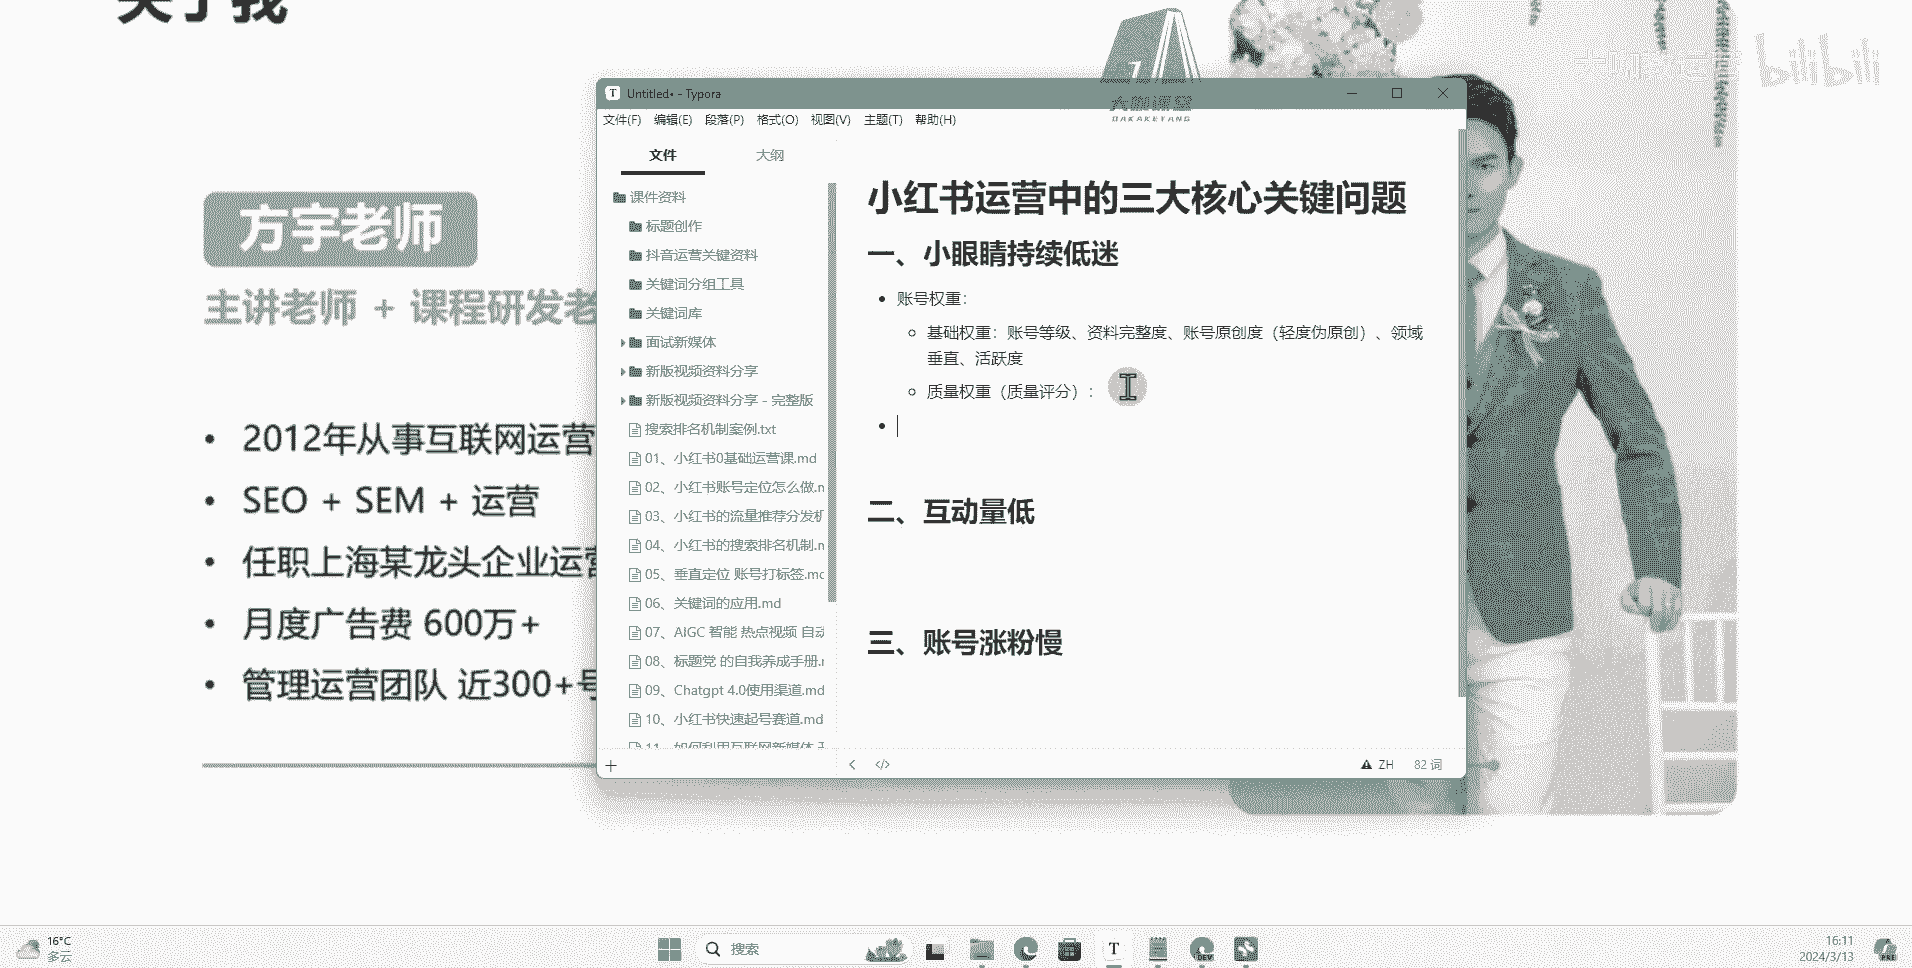 关于我
bilibili
大咖课堂
DAKAKETANG
方宇老师
主讲老师 + 课程研发老
2012年从事互联网运营
SEO + SEM + 运营
任职上海某龙头企业运营
月度广告费 600万+
管理运营团队 近300+号
Untitled• - Typora
文件(F) 编辑(E) 段落(P) 格式(O) 视图(V) 主题(T) 帮助(H)
文件 大纲
课件资料
标题创作
抖音运营关键资料
关键词分组工具
关键词库
面试新媒体
新版视频资料分享
新版视频资料分享 - 完整版
搜索排名机制案例.txt
01、小红书0基础运营课.md
02、小红书账号定位怎么做.m
03、小红书的流量推荐分发机
04、小红书的搜索排名机制.m
05、垂直定位 账号打标签.mc
06、关键词的应用.md
07、AIGC 智能 热点视频 自动
08、标题党 的自我养成手册.r
09、Chatgpt 4.0使用渠道.md
10、小红书快速起号赛道.md
11、如何利用互联网新媒体
小红书运营中的三大核心关键问题
一、小眼睛持续低迷
账号权重：
基础权重：账号等级、资料完整度、账号原创度（轻度伪原创）、领域
垂直、活跃度
质量权重（质量评分）：
二、互动量低
三、账号涨粉慢
ZH 82 词
16°C
多云
搜索
T
DEV
16:11
2024/3/13
PRE